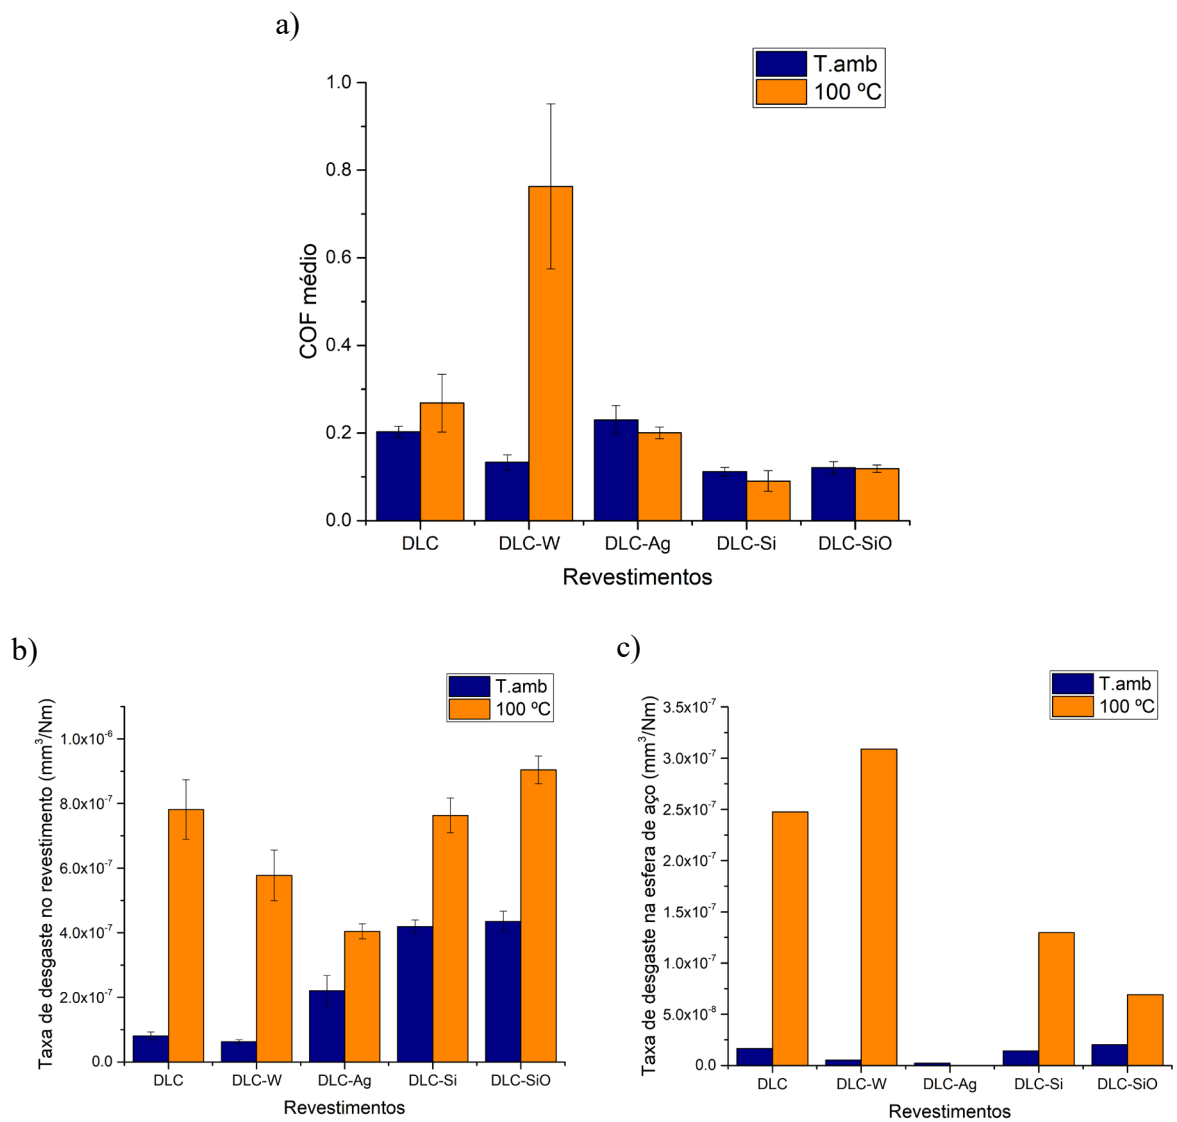 a)
T.amb
100 ºC
COF médio
1.0
0.8
0.6
0.4
0.2
0.0
DLC DLC-W DLC-Ag DLC-Si DLC-SiO
Revestimentos
b)
T.amb
100 ºC
Taxa de desgaste no revestimento (mm³/Nm)
1.0x10⁻⁶
8.0x10⁻⁷
6.0x10⁻⁷
4.0x10⁻⁷
2.0x10⁻⁷
0.0
DLC DLC-W DLC-Ag DLC-Si DLC-SiO
Revestimentos
c)
T.amb
100 ºC
Taxa de desgaste na esfera de aço (mm³/Nm)
3.5x10⁻⁷
3.0x10⁻⁷
2.5x10⁻⁷
2.0x10⁻⁷
1.5x10⁻⁷
1.0x10⁻⁷
5.0x10⁻⁸
0.0
DLC DLC-W DLC-Ag DLC-Si DLC-SiO
Revestimentos